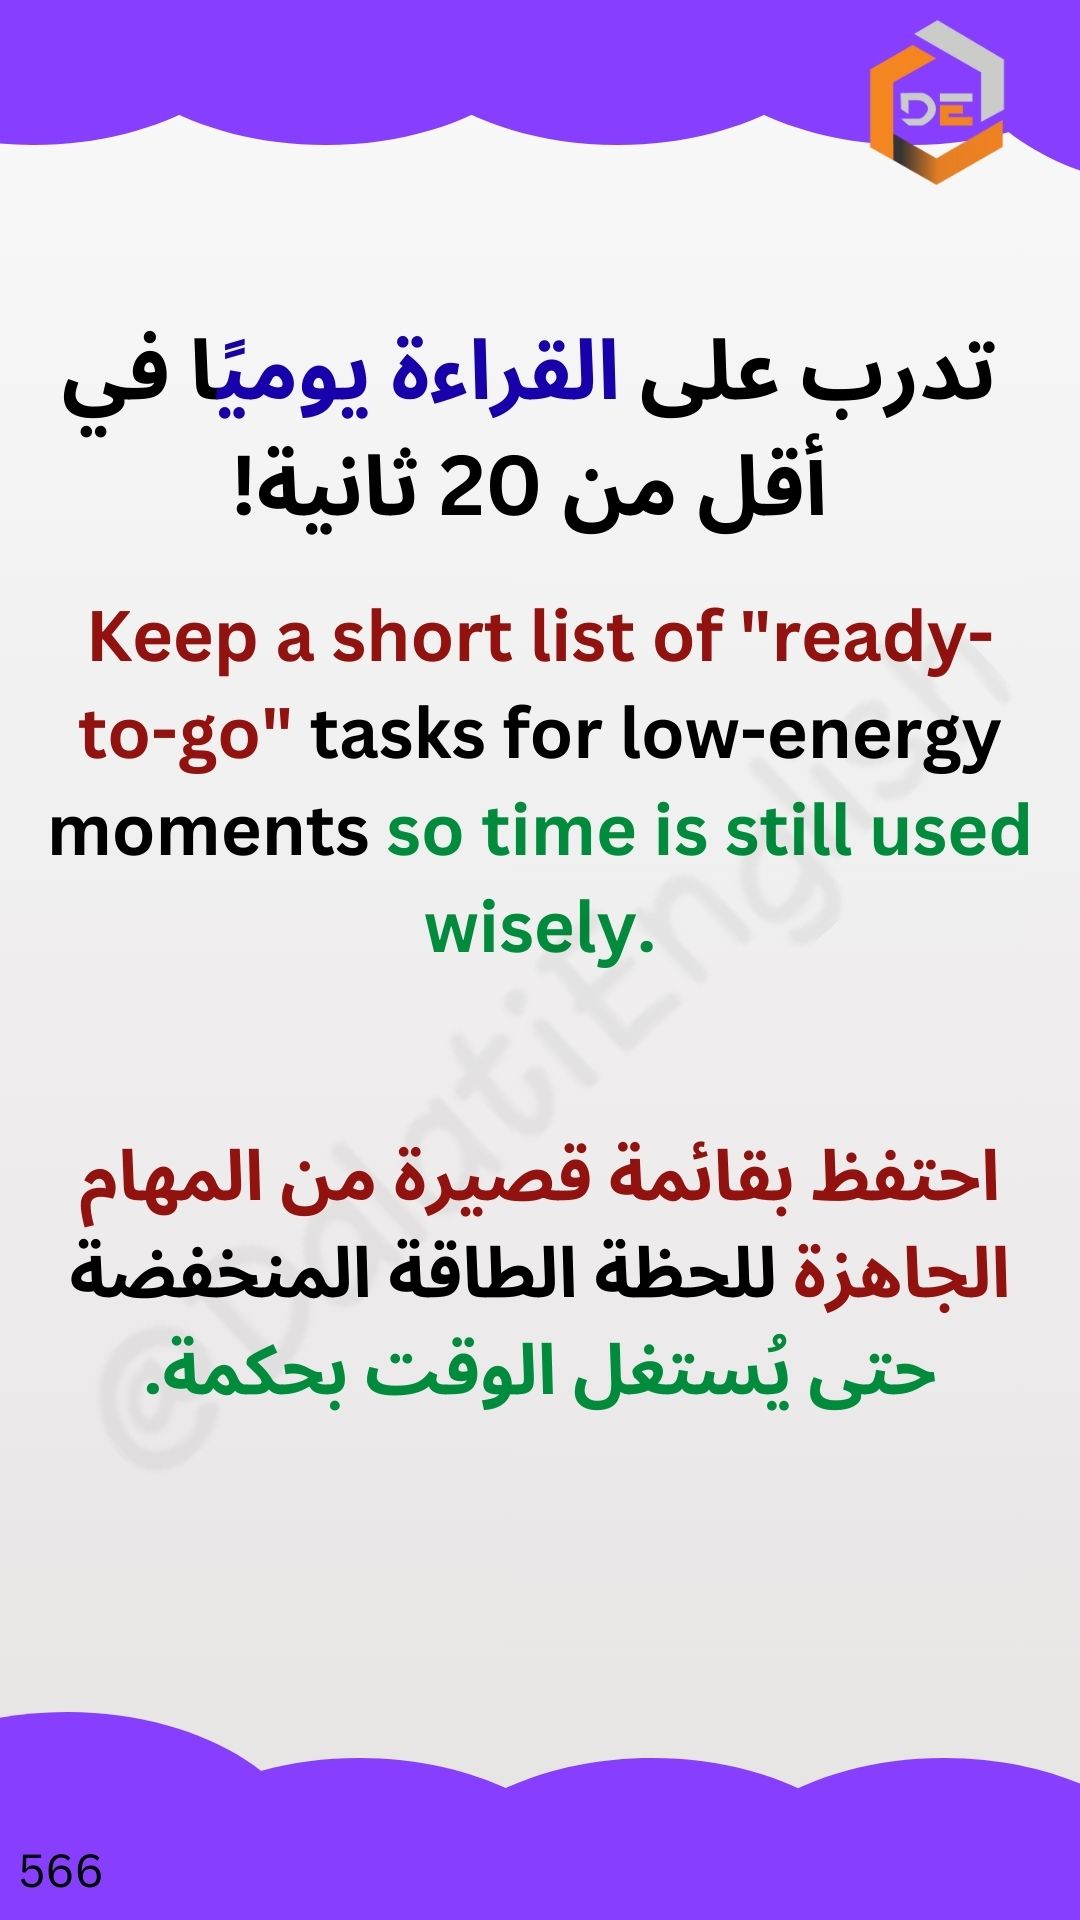 DE
تدرب على القراءة يوميًا في
أقل من 20 ثانية!
Keep a short list of "ready-
to-go" tasks for low-energy
moments so time is still used
wisely.
@DalatiEnglish
احتفظ بقائمة قصيرة من المهام
الجاهزة للحظة الطاقة المنخفضة
حتى يُستغل الوقت بحكمة.
566